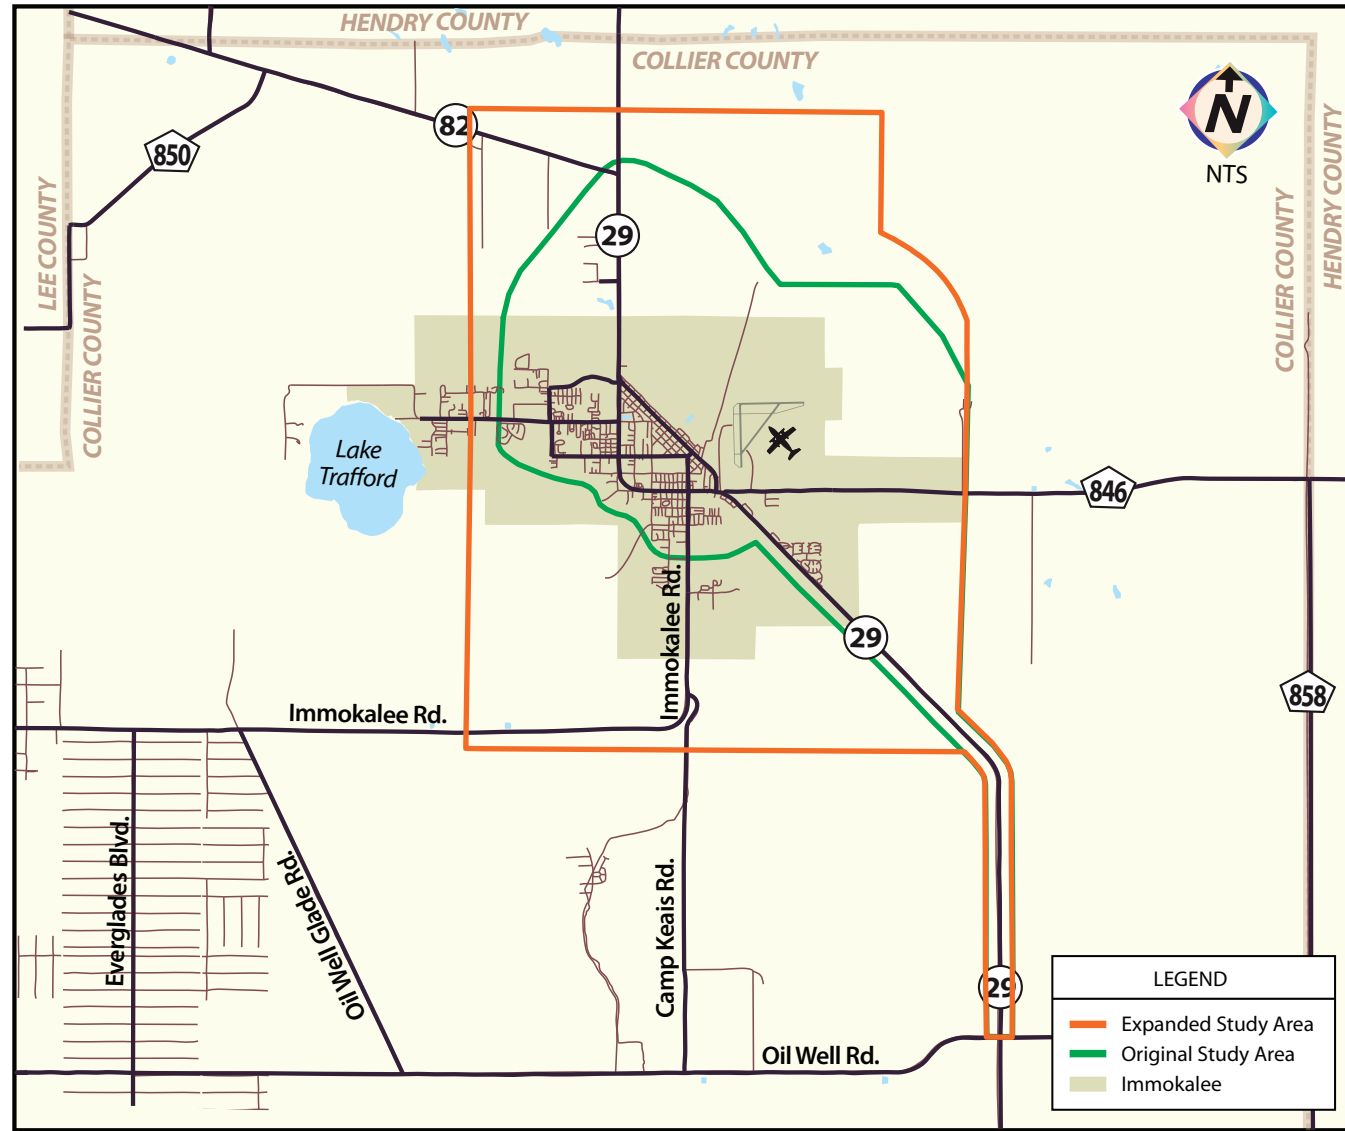 HENDRY COUNTY
COLLIER COUNTY
82
850
N
NTS
HENDRY COUNTY
LEE COUNTY
COLLIER COUNTY
29
COLLIER COUNTY
Lake
Trafford
846
29
Immokalee Rd.
858
Immokalee Rd.
Everglades Blvd.
Oil Well Glade Rd.
Camp Keais Rd.
29
Oil Well Rd.
LEGEND
Expanded Study Area
Original Study Area
Immokalee